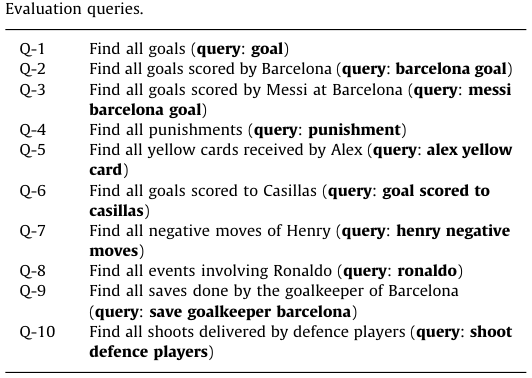 Evaluation queries.
Q-1 Find all goals (query: goal)
Q-2 Find all goals scored by Barcelona (query: barcelona goal)
Q-3 Find all goals scored by Messi at Barcelona (query: messi
barcelona goal)
Q-4 Find all punishments (query: punishment)
Q-5 Find all yellow cards received by Alex (query: alex yellow
card)
Q-6 Find all goals scored to Casillas (query: goal scored to
casillas)
Q-7 Find all negative moves of Henry (query: henry negative
moves)
Q-8 Find all events involving Ronaldo (query: ronaldo)
Q-9 Find all saves done by the goalkeeper of Barcelona
(query: save goalkeeper barcelona)
Q-10 Find all shoots delivered by defence players (query: shoot
defence players)